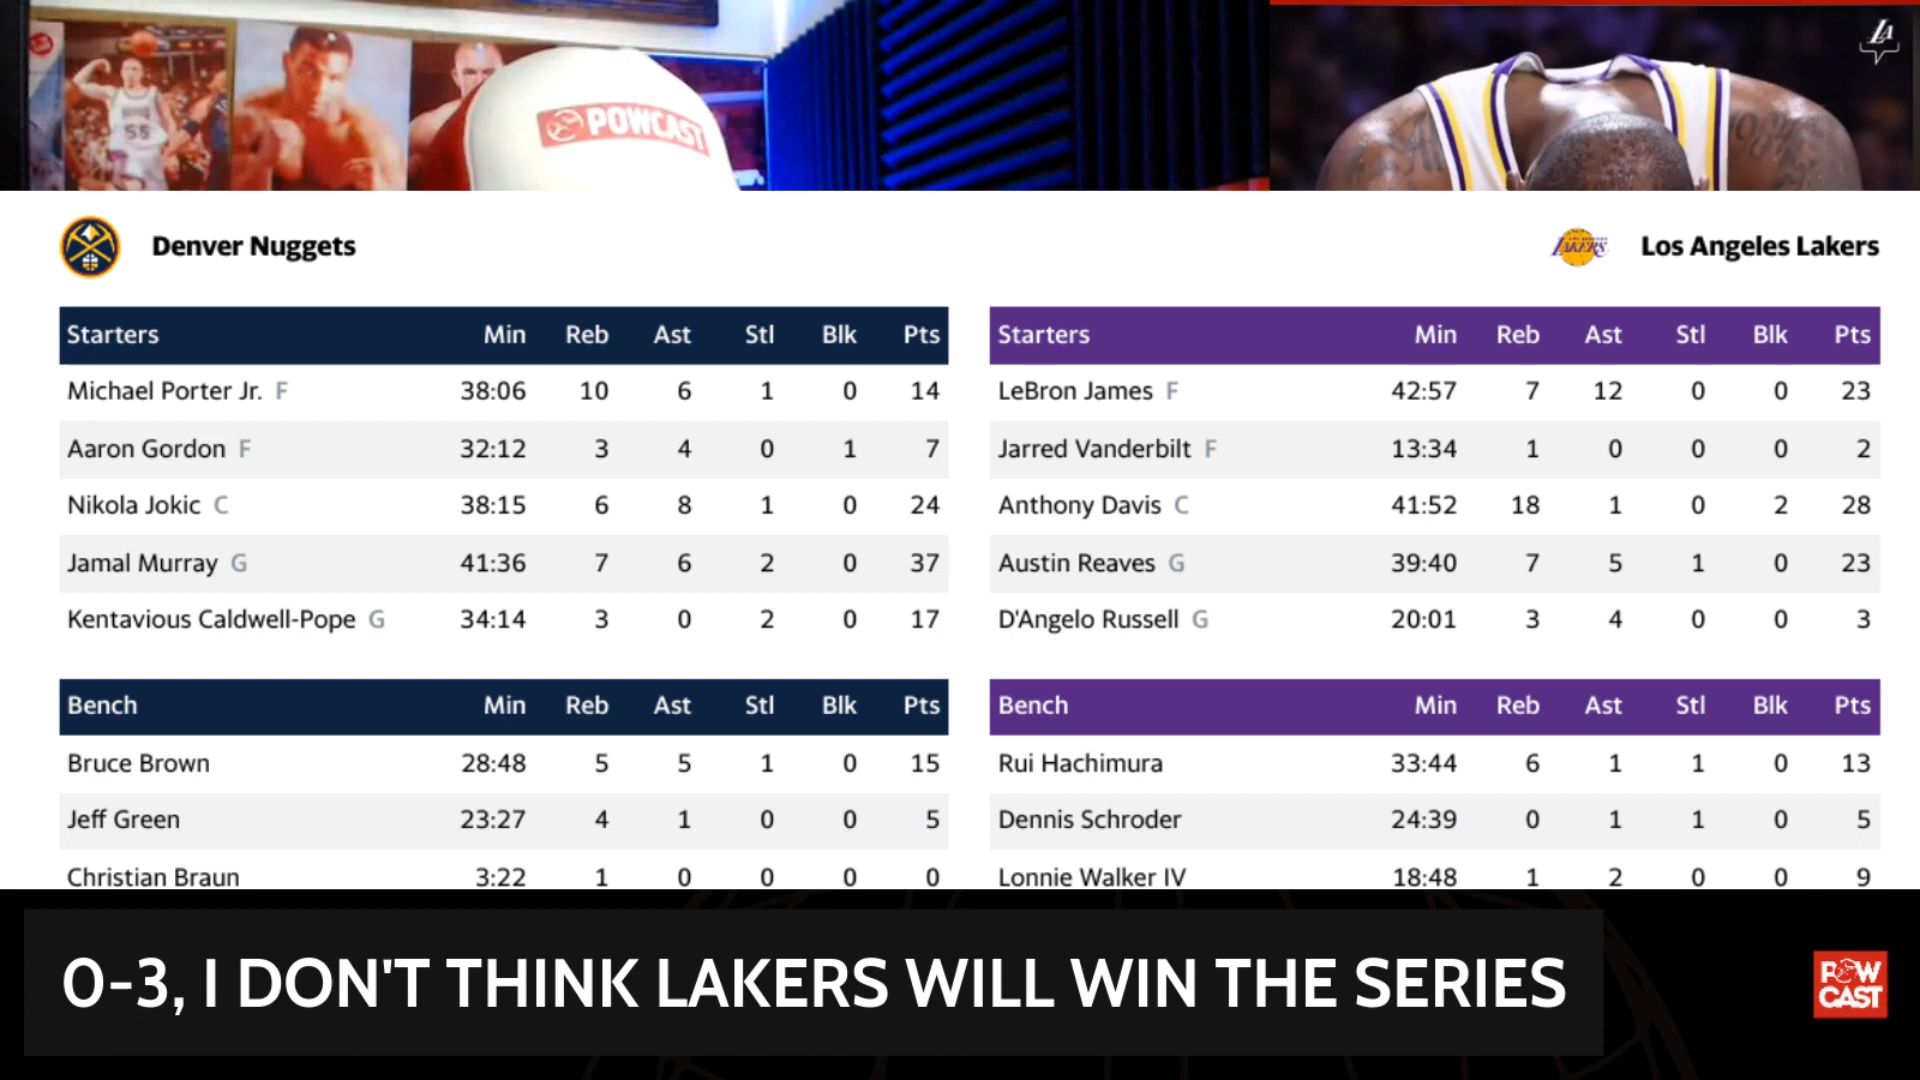 55
POWCAST
LA
Denver Nuggets
Starters Min Reb Ast Stl Blk Pts
Michael Porter Jr. F 38:06 10 6 1 0 14
Aaron Gordon F 32:12 3 4 0 1 7
Nikola Jokic C 38:15 6 8 1 0 24
Jamal Murray G 41:36 7 6 2 0 37
Kentavious Caldwell-Pope G 34:14 3 0 2 0 17
Bench Min Reb Ast Stl Blk Pts
Bruce Brown 28:48 5 5 1 0 15
Jeff Green 23:27 4 1 0 0 5
Christian Braun 3:22 1 0 0 0 0
LAKERS
Los Angeles Lakers
Starters Min Reb Ast Stl Blk Pts
LeBron James F 42:57 7 12 0 0 23
Jarred Vanderbilt F 13:34 1 0 0 0 2
Anthony Davis C 41:52 18 1 0 2 28
Austin Reaves G 39:40 7 5 1 0 23
D'Angelo Russell G 20:01 3 4 0 0 3
Bench Min Reb Ast Stl Blk Pts
Rui Hachimura 33:44 6 1 1 0 13
Dennis Schroder 24:39 0 1 1 0 5
Lonnie Walker IV 18:48 1 2 0 0 9
0-3, I DON'T THINK LAKERS WILL WIN THE SERIES
POW
CAST